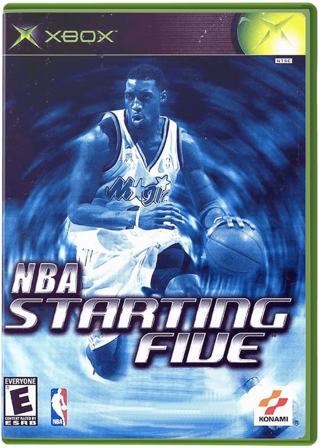 XBOX
NTSC
Magic
NBA
STARTING
FIVE
EVERYONE
E
CONTENT RATED BY
ESRB
NBA
KONAMI